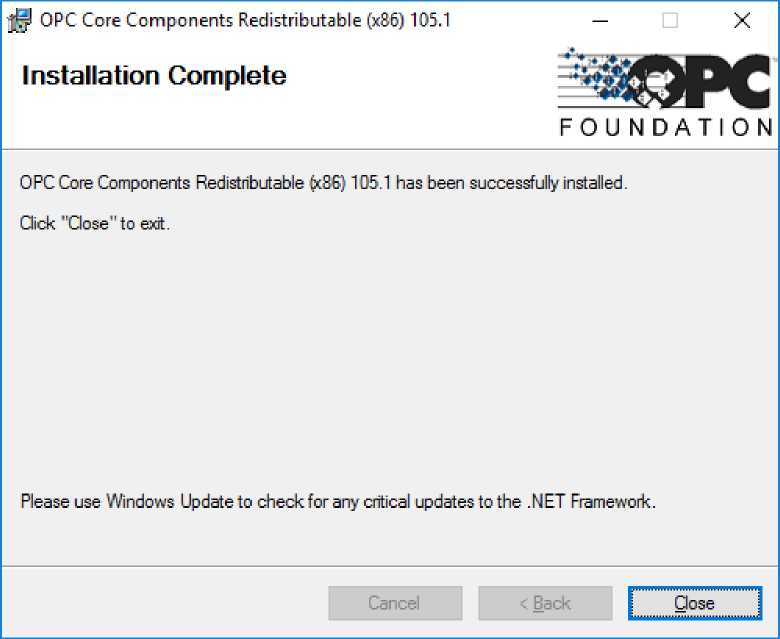 OPC Core Components Redistributable (x86) 105.1
Installation Complete
OPC
FOUNDATION
OPC Core Components Redistributable (x86) 105.1 has been successfully installed.
Click "Close" to exit.
Please use Windows Update to check for any critical updates to the .NET Framework.
Cancel
< Back
Close